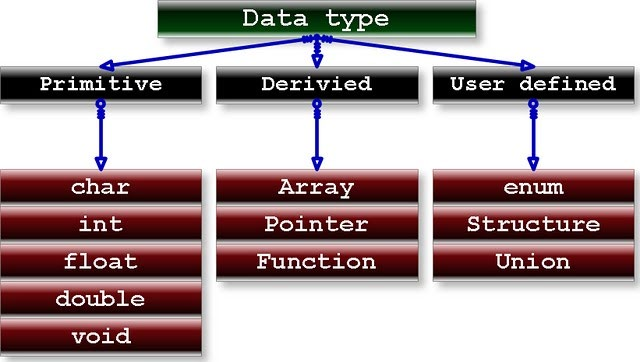 Data type
Primitive
Derivied
User defined
char
Array
enum
int
Pointer
Structure
float
Function
Union
double
void